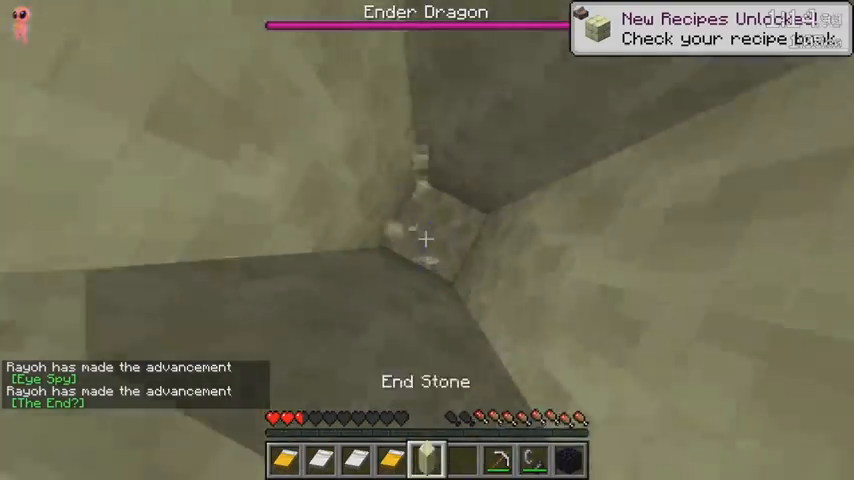 Ender Dragon
New Recipes Unlocked!
Check your recipe book
Rayoh has made the advancement
[Eye Spy]
Rayoh has made the advancement
[The End?]
End Stone